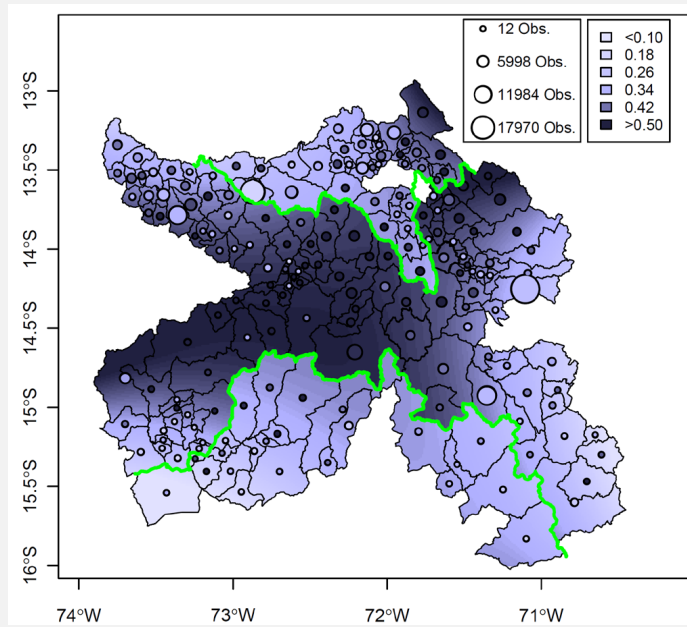 12 Obs.
5998 Obs.
11984 Obs.
17970 Obs.
<0.10
0.18
0.26
0.34
0.42
>0.50
13°S
13.5°S
14°S
14.5°S
15°S
15.5°S
16°S
74°W
73°W
72°W
71°W